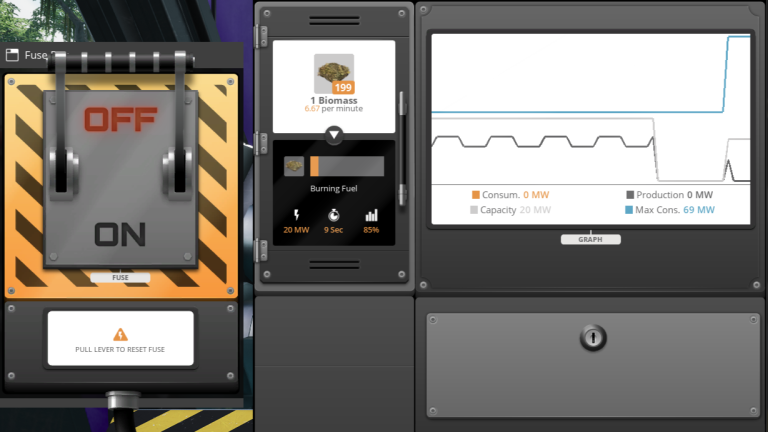 Fuse
OFF
ON
FUSE
PULL LEVER TO RESET FUSE
199
1 Biomass
6.67 per minute
Burning Fuel
20 MW 9 Sec 85%
Consum. 0 MW Production 0 MW
Capacity 20 MW Max Cons. 69 MW
GRAPH